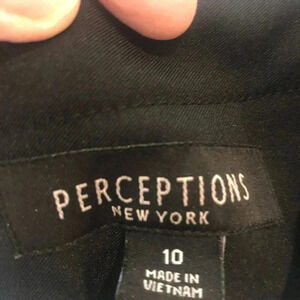 PERCEPTIONS
NEW YORK
10
MADE IN
VIETNAM